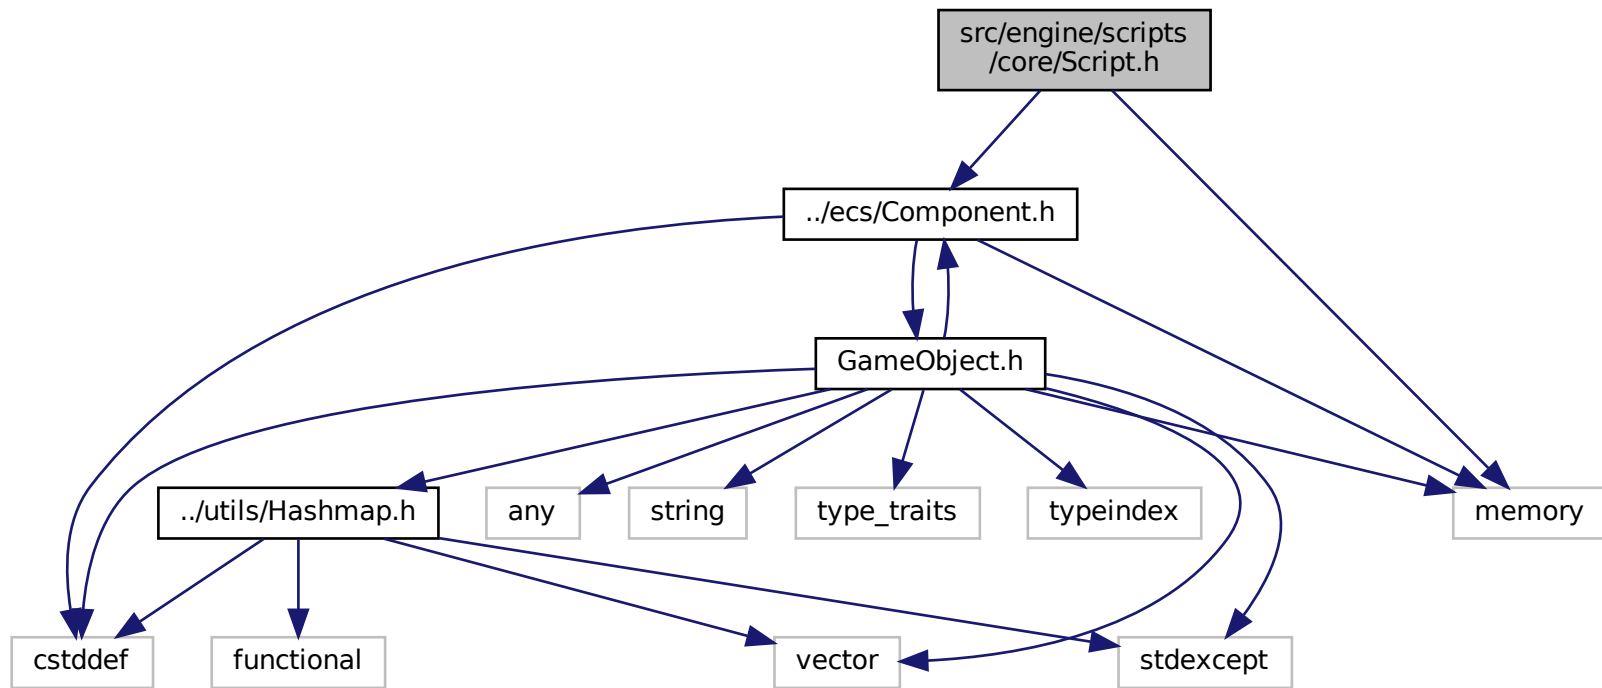 src/engine/scripts
/core/Script.h
../ecs/Component.h
GameObject.h
../utils/Hashmap.h
any
string
type_traits
typeindex
memory
cstddef
functional
vector
stdexcept